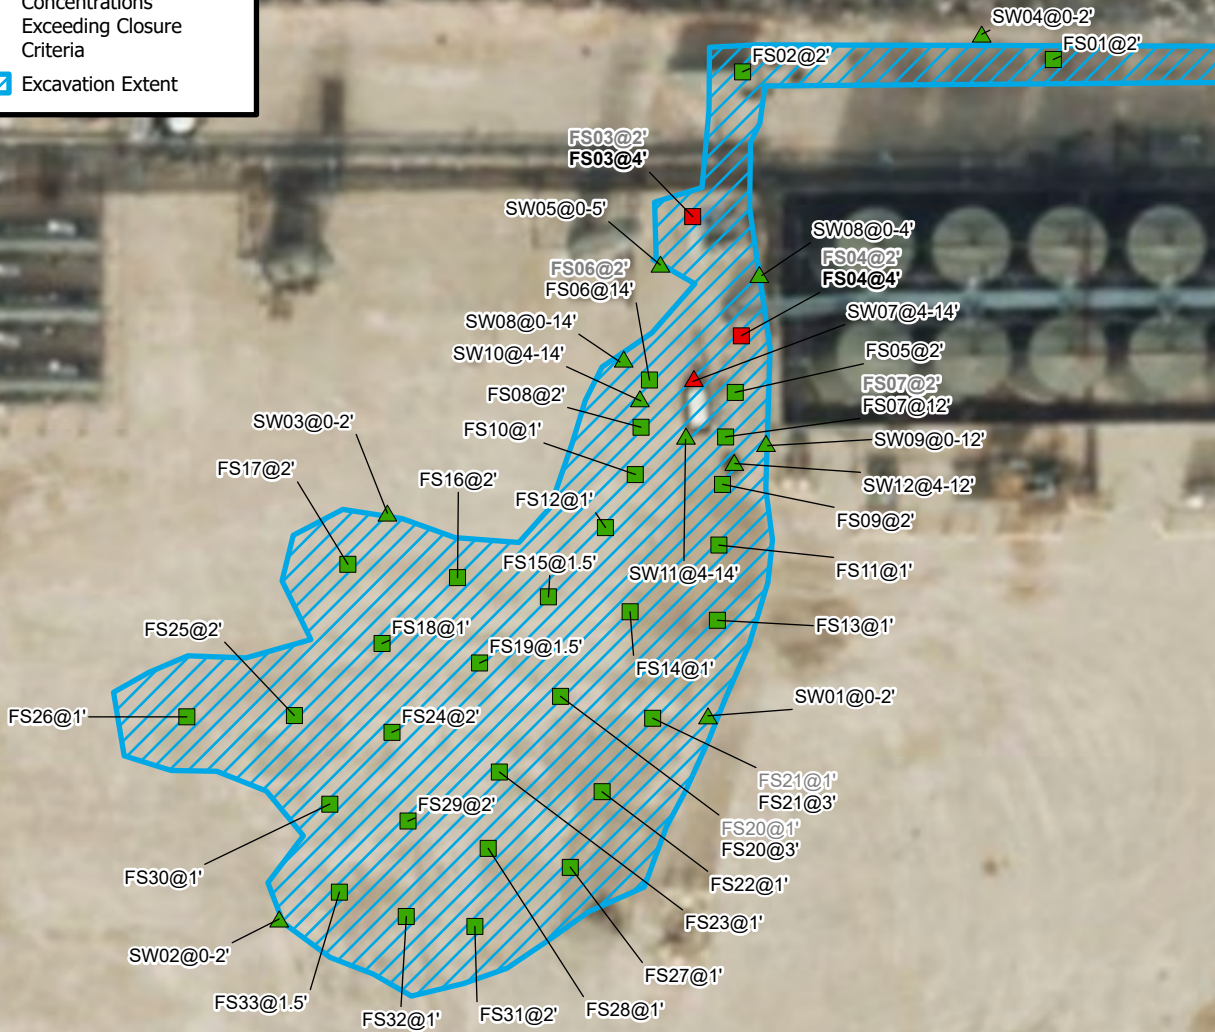 Concentrations
Exceeding Closure
Criteria
Excavation Extent
SW04@0-2'
FS01@2'
FS02@2'
FS03@2'
FS03@4'
SW05@0-5'
SW08@0-4'
FS04@2'
FS04@4'
FS06@2'
FS06@14'
SW07@4-14'
SW08@0-14'
SW10@4-14'
FS05@2'
FS07@2'
FS07@12'
FS08@2'
SW03@0-2'
FS10@1'
SW09@0-12'
FS17@2'
FS16@2'
SW12@4-12'
FS12@1'
FS09@2'
FS15@1.5'
SW11@4-14'
FS11@1'
FS25@2'
FS18@1'
FS13@1'
FS19@1.5'
FS14@1'
SW01@0-2'
FS26@1'
FS24@2'
FS21@1'
FS21@3'
FS29@2'
FS20@1'
FS20@3'
FS30@1'
FS22@1'
FS23@1'
SW02@0-2'
FS27@1'
FS33@1.5'
FS28@1'
FS31@2'
FS32@1'